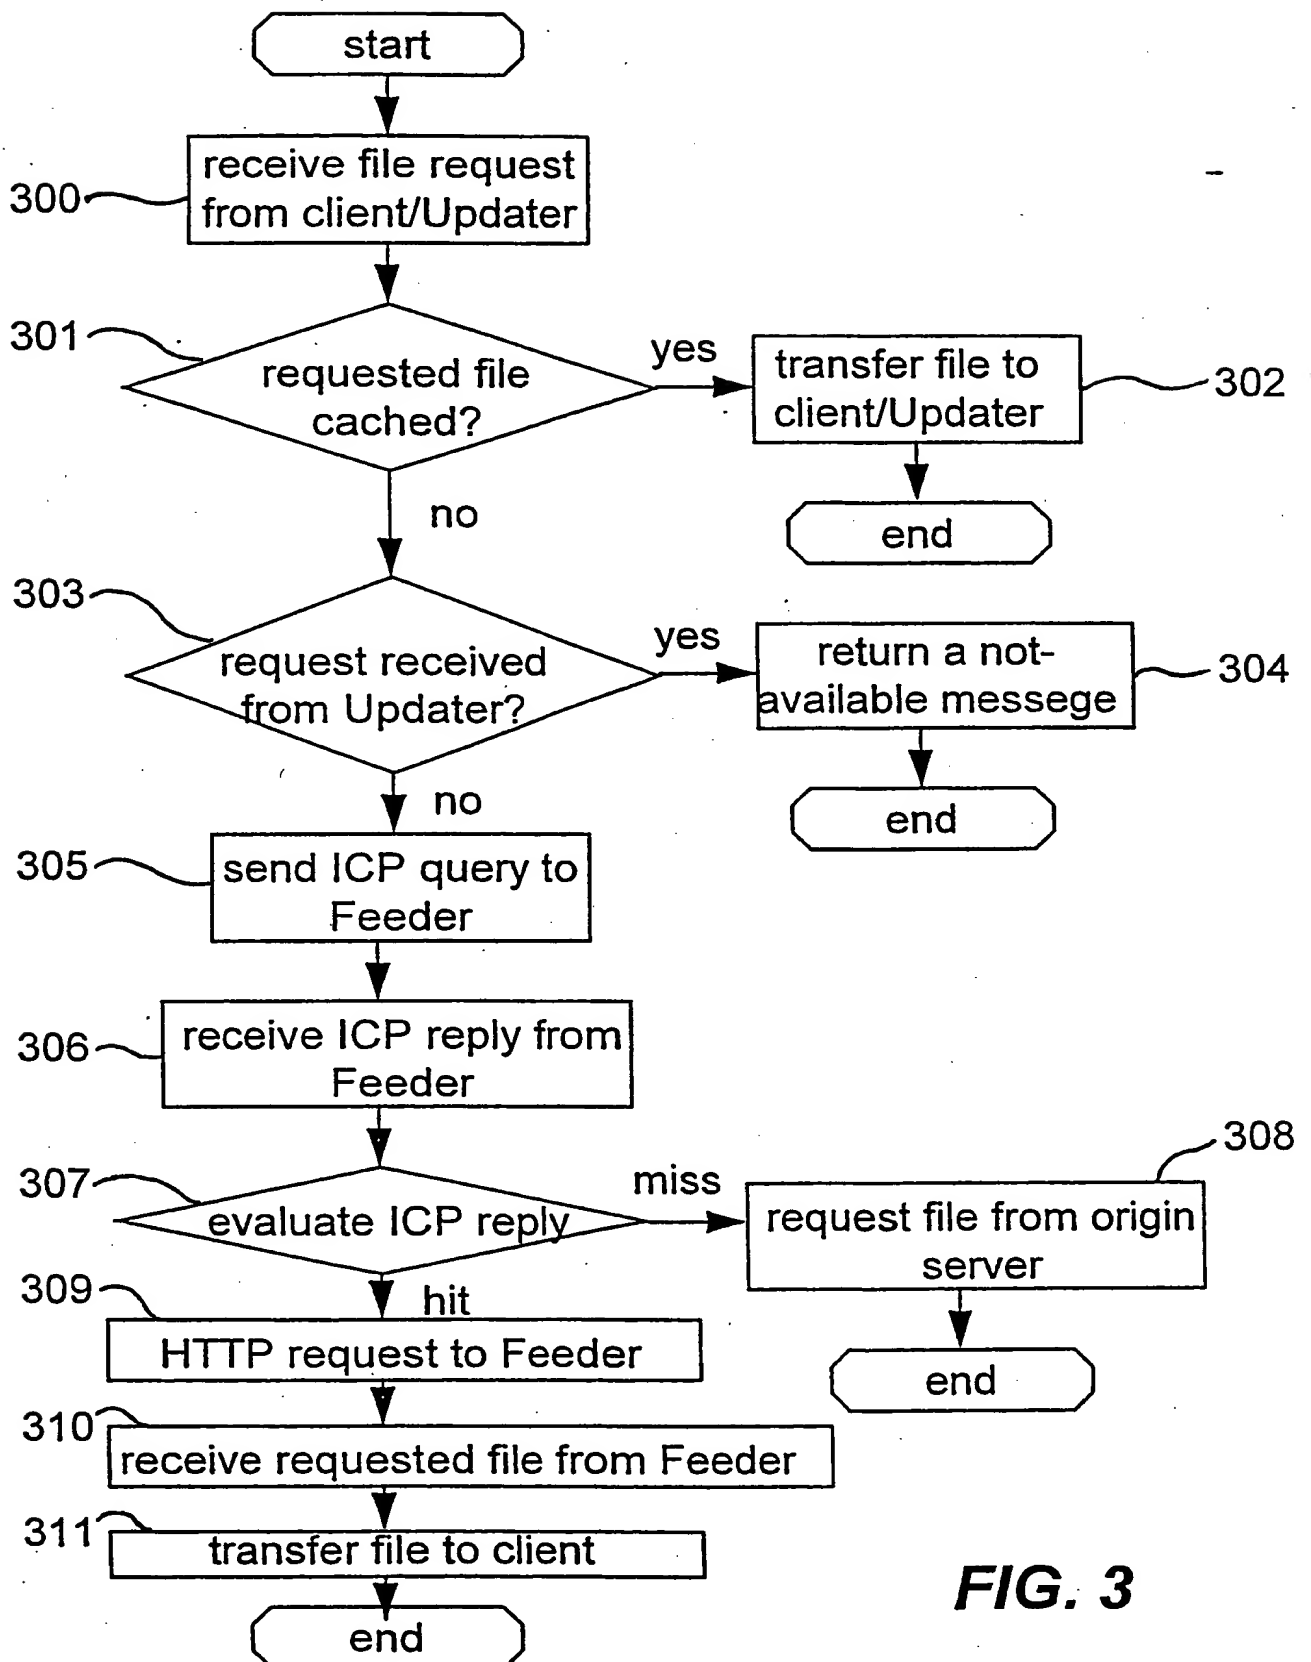 start
300
receive file request
from client/Updater
301
requested file
cached?
yes
transfer file to
client/Updater
302
end
no
303
request received
from Updater?
yes
return a not-
available messege
304
end
no
305
send ICP query to
Feeder
306
receive ICP reply from
Feeder
307
evaluate ICP reply
miss
308
request file from origin
server
end
hit
309
HTTP request to Feeder
310
receive requested file from Feeder
311
transfer file to client
end
FIG. 3